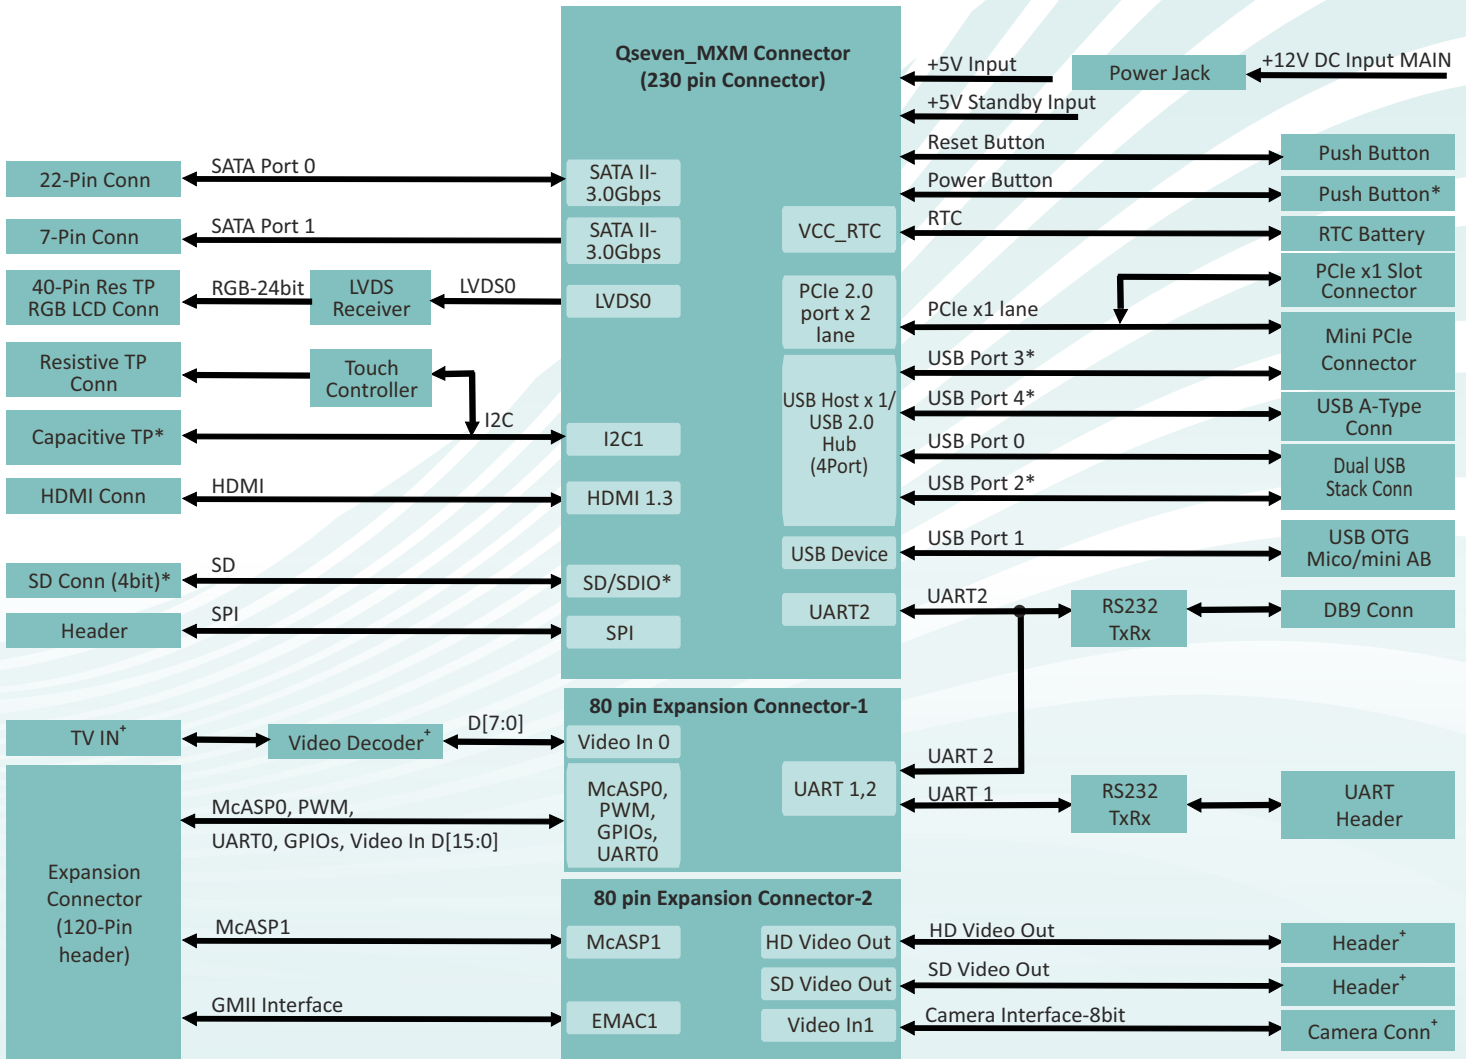 Qseven_MXM Connector
(230 pin Connector)
+5V Input
Power Jack
+12V DC Input MAIN
+5V Standby Input
Reset Button
Push Button
Power Button
Push Button*
VCC_RTC
RTC
RTC Battery
22-Pin Conn
SATA Port 0
SATA II-
3.0Gbps
7-Pin Conn
SATA Port 1
SATA II-
3.0Gbps
40-Pin Res TP
RGB LCD Conn
RGB-24bit
LVDS
Receiver
LVDS0
LVDS0
PCIe 2.0
port x 2
lane
PCIe x1 lane
PCIe x1 Slot
Connector
Mini PCIe
Connector
Resistive TP
Conn
Touch
Controller
Capacitive TP*
I2C
I2C1
USB Host x 1/
USB 2.0
Hub
(4Port)
USB Port 3*
USB Port 4*
USB A-Type
Conn
USB Port 0
USB Port 2*
Dual USB
Stack Conn
HDMI Conn
HDMI
HDMI 1.3
USB Device
USB Port 1
USB OTG
Mico/mini AB
SD Conn (4bit)*
SD
SD/SDIO*
UART2
UART2
RS232
TxRx
DB9 Conn
Header
SPI
SPI
80 pin Expansion Connector-1
TV IN+
Video Decoder+
D[7:0]
Video In 0
UART 1,2
UART 2
UART 1
RS232
TxRx
UART
Header
McASP0, PWM,
UART0, GPIOs, Video In D[15:0]
McASP0,
PWM,
GPIOs,
UART0
Expansion
Connector
(120-Pin
header)
80 pin Expansion Connector-2
McASP1
McASP1
HD Video Out
HD Video Out
Header+
SD Video Out
SD Video Out
Header+
GMII Interface
EMAC1
Video In1
Camera Interface-8bit
Camera Conn+